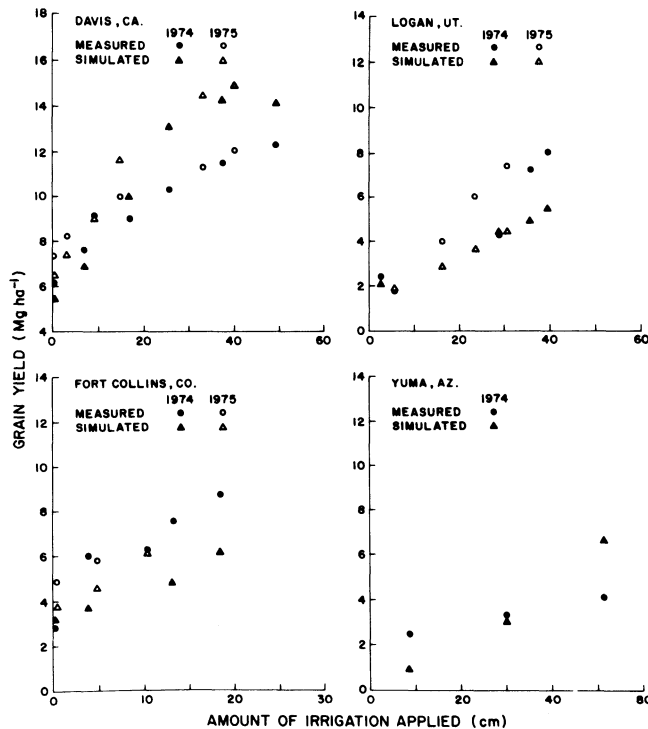 DAVIS, CA.
1974 1975
MEASURED
SIMULATED
18
16
14
12
10
8
6
4
0 20 40 60
LOGAN, UT.
1974 1975
MEASURED
SIMULATED
14
12
10
8
6
4
2
0
0 20 40 60
FORT COLLINS, CO.
1974 1975
MEASURED
SIMULATED
14
12
10
8
6
4
2
0
0 10 20 30
YUMA, AZ.
1974
MEASURED
SIMULATED
14
12
10
8
6
4
2
0
0 20 40 60 80
GRAIN YIELD (Mg ha⁻¹)
AMOUNT OF IRRIGATION APPLIED (cm)